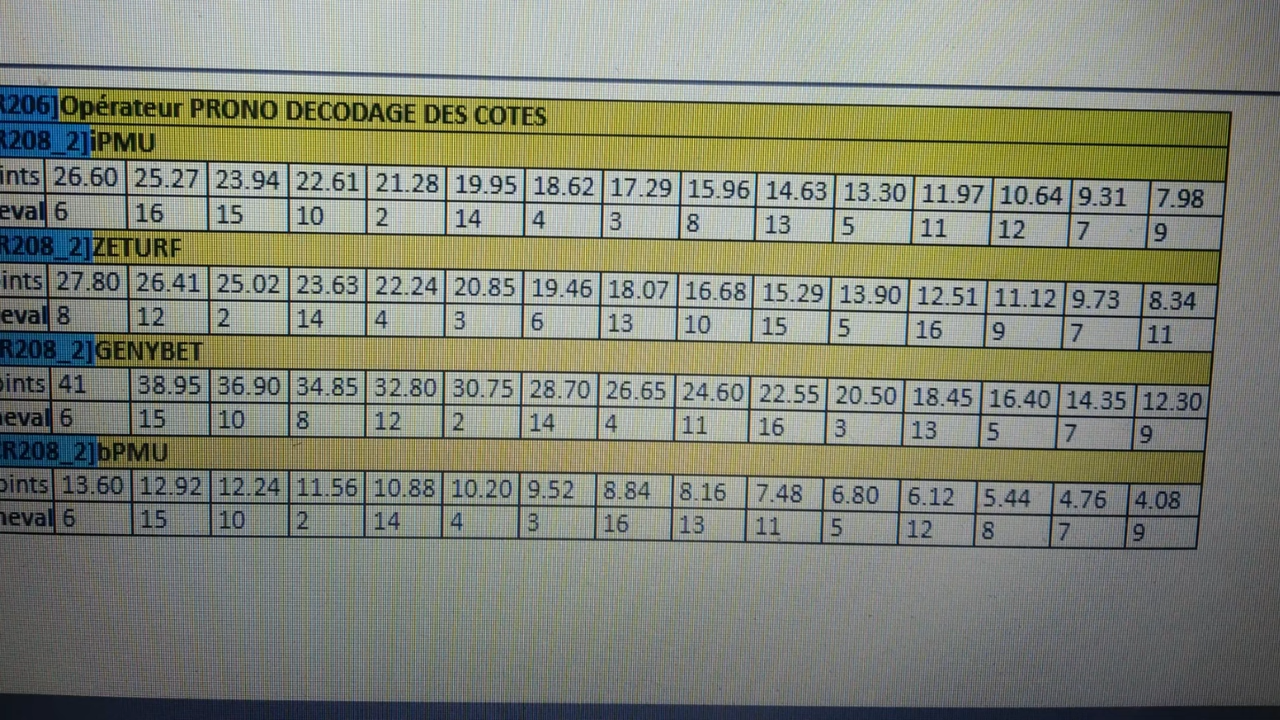 R206]Opérateur PRONO DECODAGE DES COTES
R208_2]iPMU
ints 26.60 25.27 23.94 22.61 21.28 19.95 18.62 17.29 15.96 14.63 13.30 11.97 10.64 9.31 7.98
eval 6 16 15 10 2 14 4 3 8 13 5 11 12 7 9
R208_2]ZETURF
ints 27.80 26.41 25.02 23.63 22.24 20.85 19.46 18.07 16.68 15.29 13.90 12.51 11.12 9.73 8.34
eval 8 12 2 14 4 3 6 13 10 15 5 16 9 7 11
R208_2]GENYBET
oints 41 38.95 36.90 34.85 32.80 30.75 28.70 26.65 24.60 22.55 20.50 18.45 16.40 14.35 12.30
heval 6 15 10 8 12 2 14 4 11 16 3 13 5 7 9
R208_2]bPMU
oints 13.60 12.92 12.24 11.56 10.88 10.20 9.52 8.84 8.16 7.48 6.80 6.12 5.44 4.76 4.08
heval 6 15 10 2 14 4 3 16 13 11 5 12 8 7 9